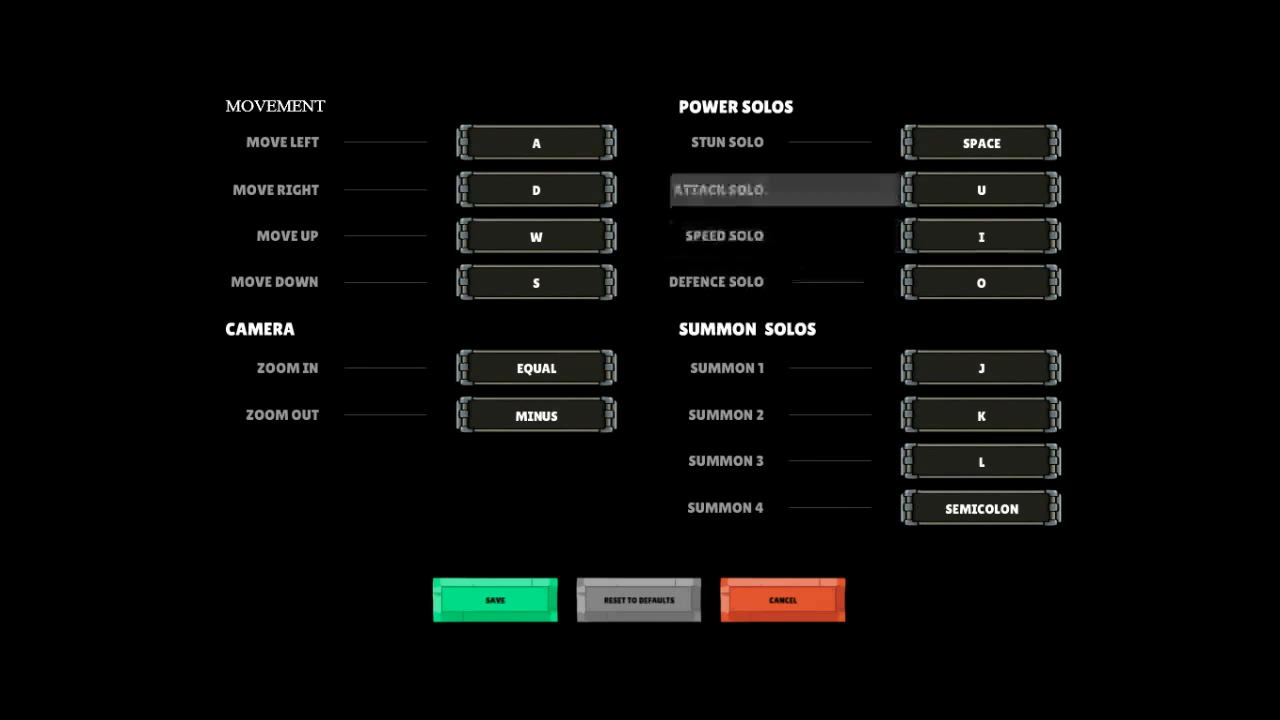 MOVEMENT
MOVE LEFT A
MOVE RIGHT D
MOVE UP W
MOVE DOWN S
CAMERA
ZOOM IN EQUAL
ZOOM OUT MINUS
POWER SOLOS
STUN SOLO SPACE
ATTACK SOLO U
SPEED SOLO I
DEFENCE SOLO O
SUMMON SOLOS
SUMMON 1 J
SUMMON 2 K
SUMMON 3 L
SUMMON 4 SEMICOLON
SAVE RESET TO DEFAULTS CANCEL